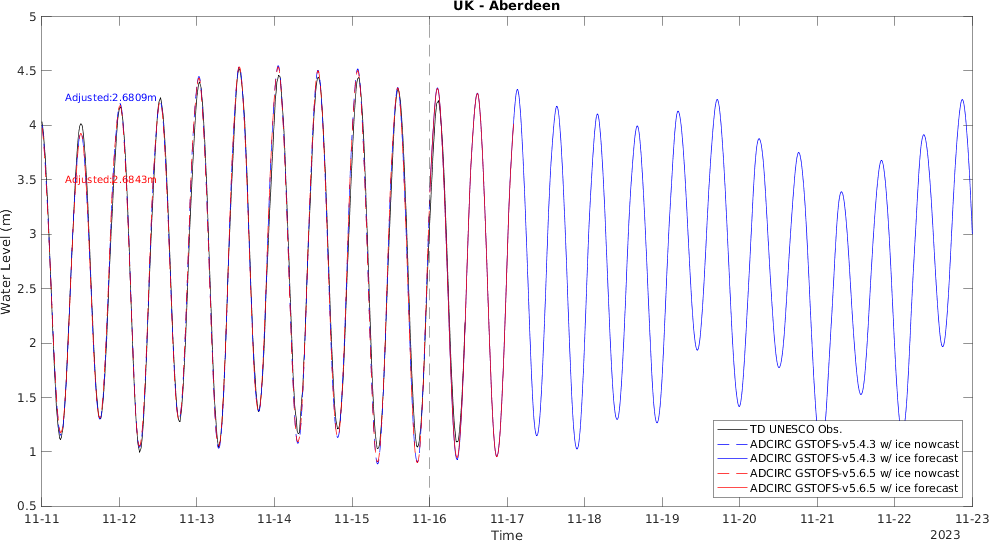 UK - Aberdeen
5
4.5
4
3.5
3
2.5
2
1.5
1
0.5
Water Level (m)
Adjusted:2.6809m
Adjusted:2.6843m
TD UNESCO Obs.
ADCIRC GSTOFS-v5.4.3 w/ ice nowcast
ADCIRC GSTOFS-v5.4.3 w/ ice forecast
ADCIRC GSTOFS-v5.6.5 w/ ice nowcast
ADCIRC GSTOFS-v5.6.5 w/ ice forecast
11-11 11-12 11-13 11-14 11-15 11-16 11-17 11-18 11-19 11-20 11-21 11-22 11-23
Time
2023